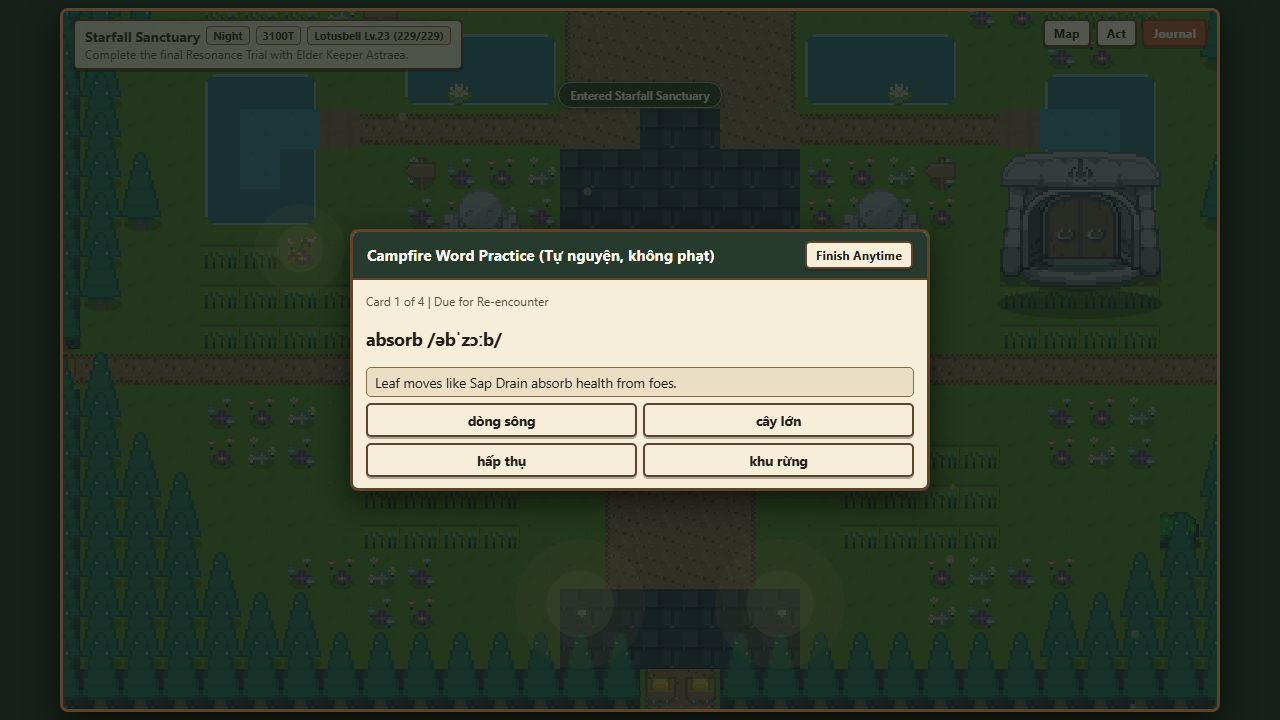 Starfall Sanctuary Night 3100T Lotusbell Lv.23 (229/229)
Complete the final Resonance Trial with Elder Keeper Astraea.
Map Act Journal
Entered Starfall Sanctuary
Campfire Word Practice (Tự nguyện, không phạt) Finish Anytime
Card 1 of 4 | Due for Re-encounter
absorb /əbˈzɔːb/
Leaf moves like Sap Drain absorb health from foes.
dòng sông cây lớn
hấp thụ khu rừng